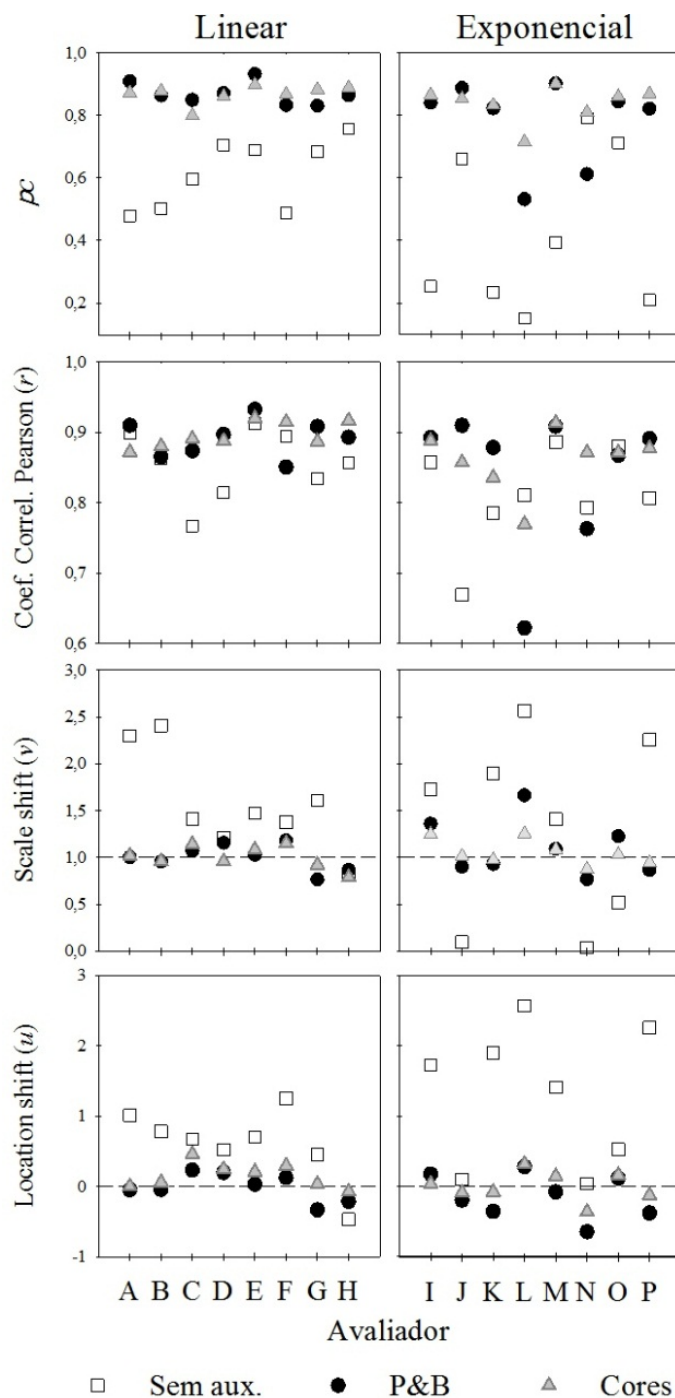 Linear Exponencial
1,0
0,8
0,6
0,4
0,2
pc
1,0
0,9
0,8
0,7
0,6
Coef. Correl. Pearson (r)
3,0
2,5
2,0
1,5
1,0
0,5
0,0
Scale shift (v)
3
2
1
0
-1
Location shift (u)
A B C D E F G H I J K L M N O P
Avaliador
Sem aux. P&B Cores